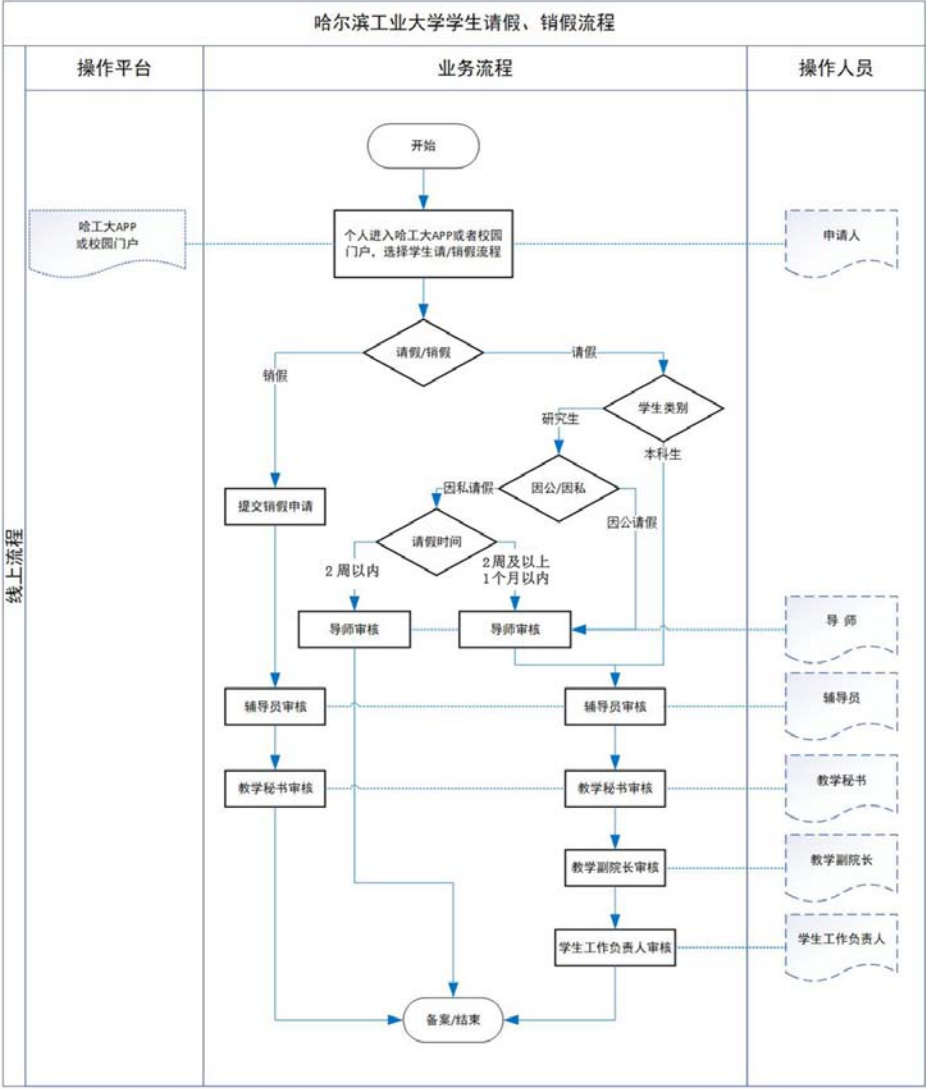 哈尔滨工业大学学生请假、销假流程
操作平台
业务流程
操作人员
线上流程
开始
哈工大APP
或校园门户
个人进入哈工大APP或者校园
门户，选择学生请/销假流程
申请人
请假/销假
请假
销假
学生类别
研究生
本科生
因公/因私
因私请假
因公请假
提交销假申请
请假时间
2 周以内
2周及以上
1个月以内
导师审核
导师审核
导 师
辅导员审核
辅导员审核
辅导员
教学秘书审核
教学秘书审核
教学秘书
教学副院长审核
教学副院长
学生工作负责人审核
学生工作负责人
备案/结束